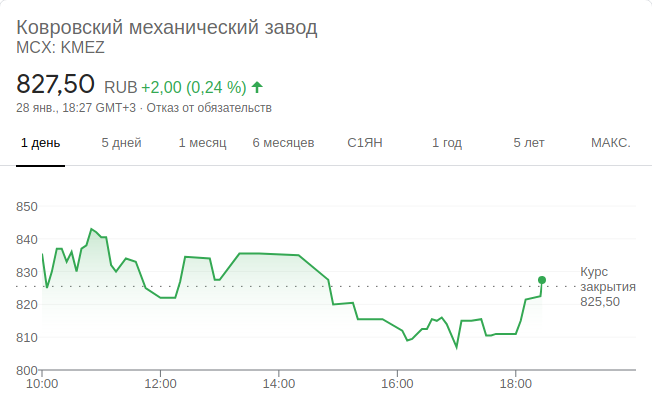 Ковровский механический завод
MCX: KMEZ
827,50 RUB +2,00 (0,24 %)
28 янв., 18:27 GMT+3 · Отказ от обязательств
1 день 5 дней 1 месяц 6 месяцев С1ЯН 1 год 5 лет МАКС.
850
840
830
820
810
800
Курс
закрытия
825,50
10:00 12:00 14:00 16:00 18:00